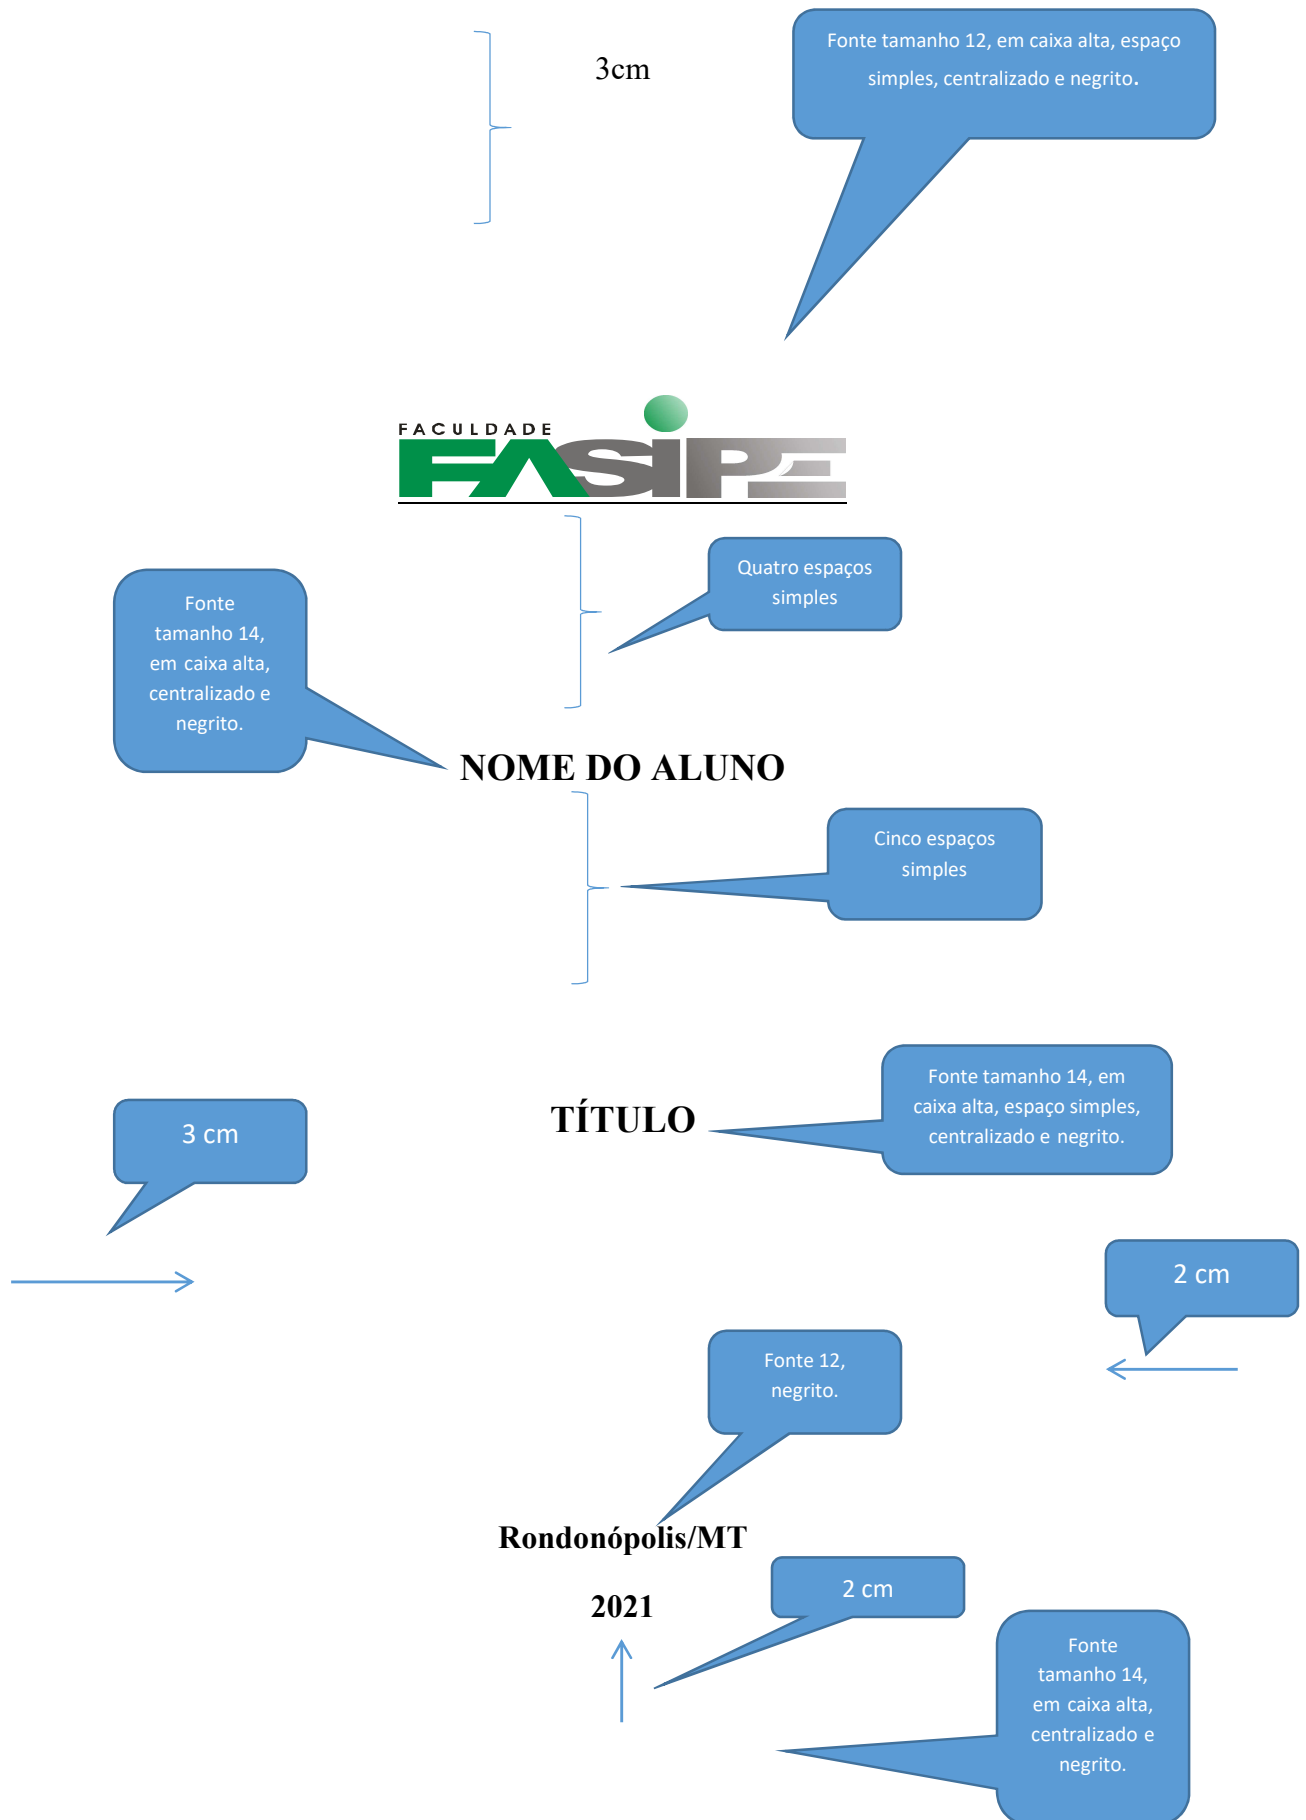 3cm
Fonte tamanho 12, em caixa alta, espaço
simples, centralizado e negrito.
FACULDADE
FASiPE
Quatro espaços
simples
Fonte
tamanho 14,
em caixa alta,
centralizado e
negrito.
NOME DO ALUNO
Cinco espaços
simples
Fonte tamanho 14, em
caixa alta, espaço simples,
centralizado e negrito.
TÍTULO
3 cm
2 cm
Fonte 12,
negrito.
Rondonópolis/MT
2 cm
2021
Fonte
tamanho 14,
em caixa alta,
centralizado e
negrito.